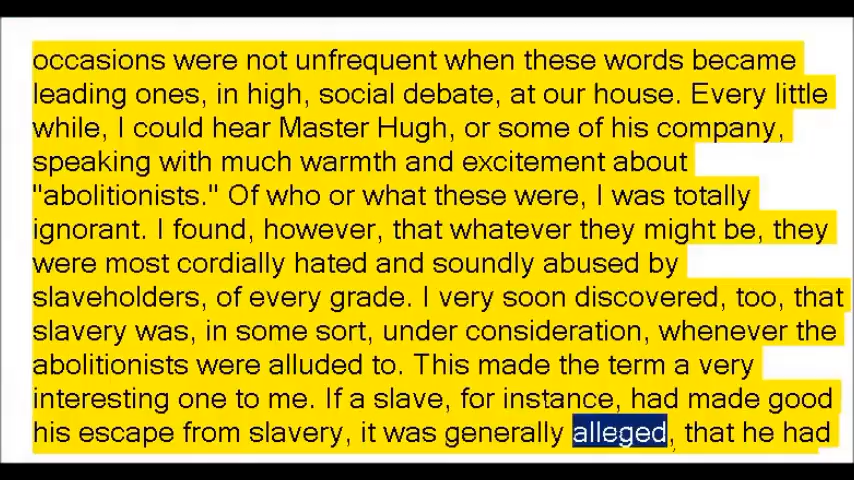 occasions were not unfrequent when these words became
leading ones, in high, social debate, at our house. Every little
while, I could hear Master Hugh, or some of his company,
speaking with much warmth and excitement about
"abolitionists." Of who or what these were, I was totally
ignorant. I found, however, that whatever they might be, they
were most cordially hated and soundly abused by
slaveholders, of every grade. I very soon discovered, too, that
slavery was, in some sort, under consideration, whenever the
abolitionists were alluded to. This made the term a very
interesting one to me. If a slave, for instance, had made good
his escape from slavery, it was generally alleged, that he had